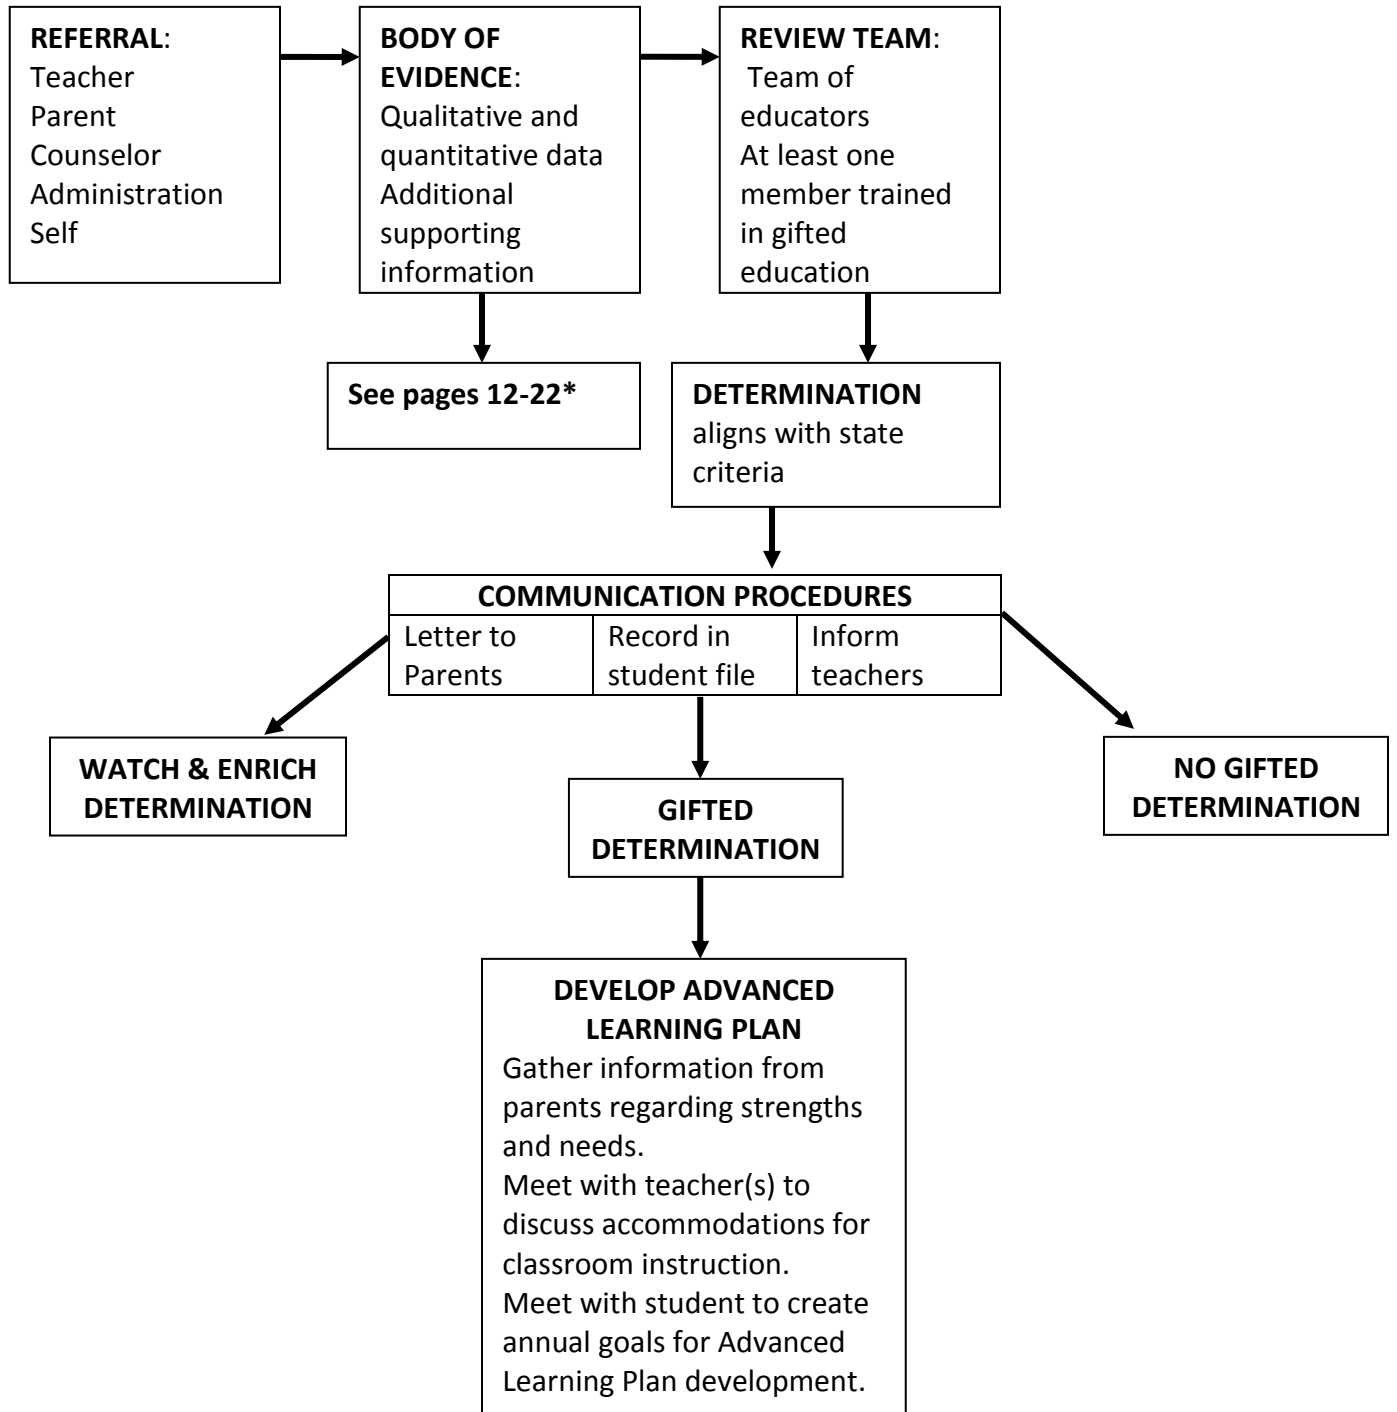 REFERRAL:
Teacher
Parent
Counselor
Administration
Self
BODY OF
EVIDENCE:
Qualitative and
quantitative data
Additional
supporting
information
REVIEW TEAM:
Team of
educators
At least one
member trained
in gifted
education
See pages 12-22*
DETERMINATION
aligns with state
criteria
COMMUNICATION PROCEDURES
Letter to
Parents
Record in
student file
Inform
teachers
WATCH & ENRICH
DETERMINATION
GIFTED
DETERMINATION
NO GIFTED
DETERMINATION
DEVELOP ADVANCED
LEARNING PLAN
Gather information from
parents regarding strengths
and needs.
Meet with teacher(s) to
discuss accommodations for
classroom instruction.
Meet with student to create
annual goals for Advanced
Learning Plan development.